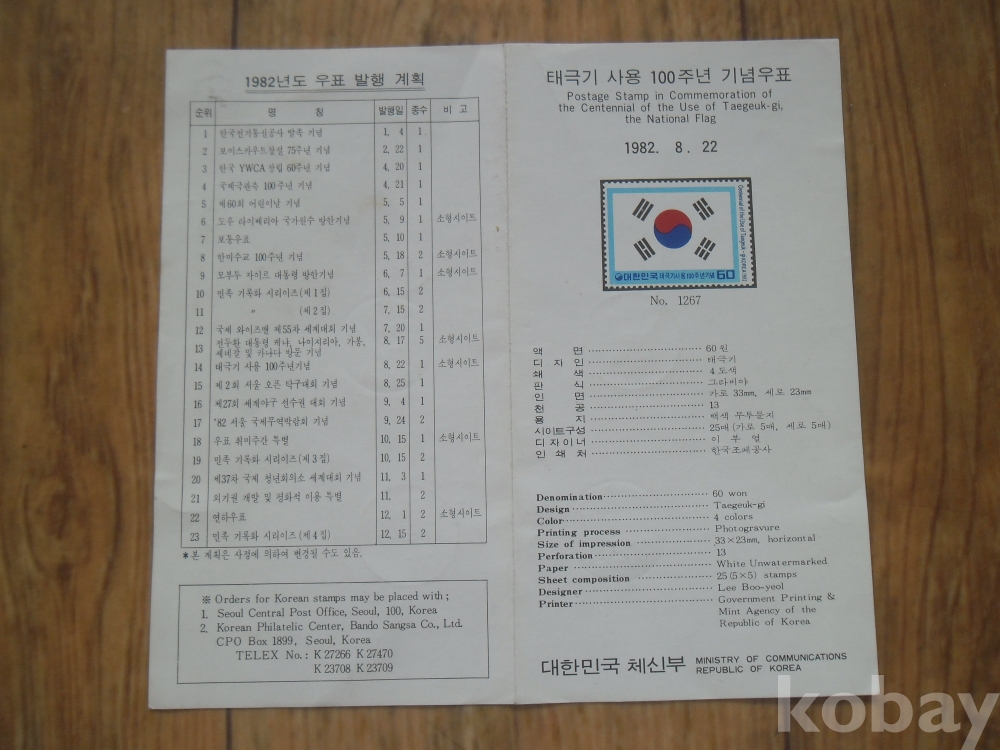 1982년도 우표 발행 계획
순위 명 칭 발행일 종수 비 고
1 한국전기통신공사 발족 기념 1, 4 1
2 보이스카우트창설 75주년 기념 2, 22 1
3 한국 YWCA 창립 60주년 기념 4, 20 1
4 국제극관측 100주년 기념 4, 21 1
5 제60회 어린이날 기념 5, 5 1
6 도우 라이베리아 국가원수 방한기념 5, 9 1 소형시이트
7 보통우표 5, 10 1
8 한미수교 100주년 기념 5, 18 2 소형시이트
9 모부투 자이르 대통령 방한기념 6, 7 1 소형시이트
10 민족 기록화 시리이즈(제1집) 6, 15 2
11 〃 (제2집) 7, 15 2
12 국제 와이즈맨 제55차 세계대회 기념 7, 20 1
13 전두환 대통령 케냐, 나이지리아, 가봉, 8, 17 5 소형시이트
세네갈 및 카나다 방문 기념
14 태극기 사용 100주년기념 8, 22 1 소형시이트
15 제2회 서울 오픈 탁구대회 기념 8, 25 1
16 제27회 세계야구 선수권 대회 기념 9, 4 1
17 '82 서울 국제무역박람회 기념 9, 24 2
18 우표 취미주간 특별 10, 15 1 소형시이트
19 민족 기록화 시리이즈(제3집) 10, 15 2
20 제37차 국제 청년회의소 세계대회 기념 11, 3 1
21 외기권 개발 및 평화적 이용 특별 11, 2
22 연하우표 12, 1 2 소형시이트
23 민족 기록화 시리이즈(제4집) 12, 15 2
*본 계획은 사정에 의하여 변경될 수도 있음.
※ Orders for Korean stamps may be placed with;
1. Seoul Central Post Office, Seoul, 100, Korea
2. Korean Philatelic Center, Bando Sangsa Co., Ltd.
CPO Box 1899, Seoul, Korea
TELEX No.: K 27266 K 27470
K 23708 K 23709
태극기 사용 100주년 기념우표
Postage Stamp in Commemoration of
the Centennial of the Use of Taegeuk-gi,
the National Flag
1982. 8. 22
대한민국 태극기사용100주년기념 60
No. 1267
액 면 60원
디 자 인 태극기
쇄 색 4도색
판 식 그라비아
인 면 가로 33mm, 세로 23mm
천 공 13
용 지 백색 무투문지
시이트구성 25매(가로 5매, 세로 5매)
디 자 이 너 이 부 열
인 쇄 처 한국조폐공사
Denomination 60 won
Design Taegeuk-gi
Color 4 colors
Printing process Photogravure
Size of impression 33×23mm, horizontal
Perforation 13
Paper White Unwatermarked
Sheet composition 25(5×5) stamps
Designer Lee Boo-yeol
Printer Government Printing &
Mint Agency of the
Republic of Korea
대한민국 체신부 MINISTRY OF COMMUNICATIONS
REPUBLIC OF KOREA
kobay